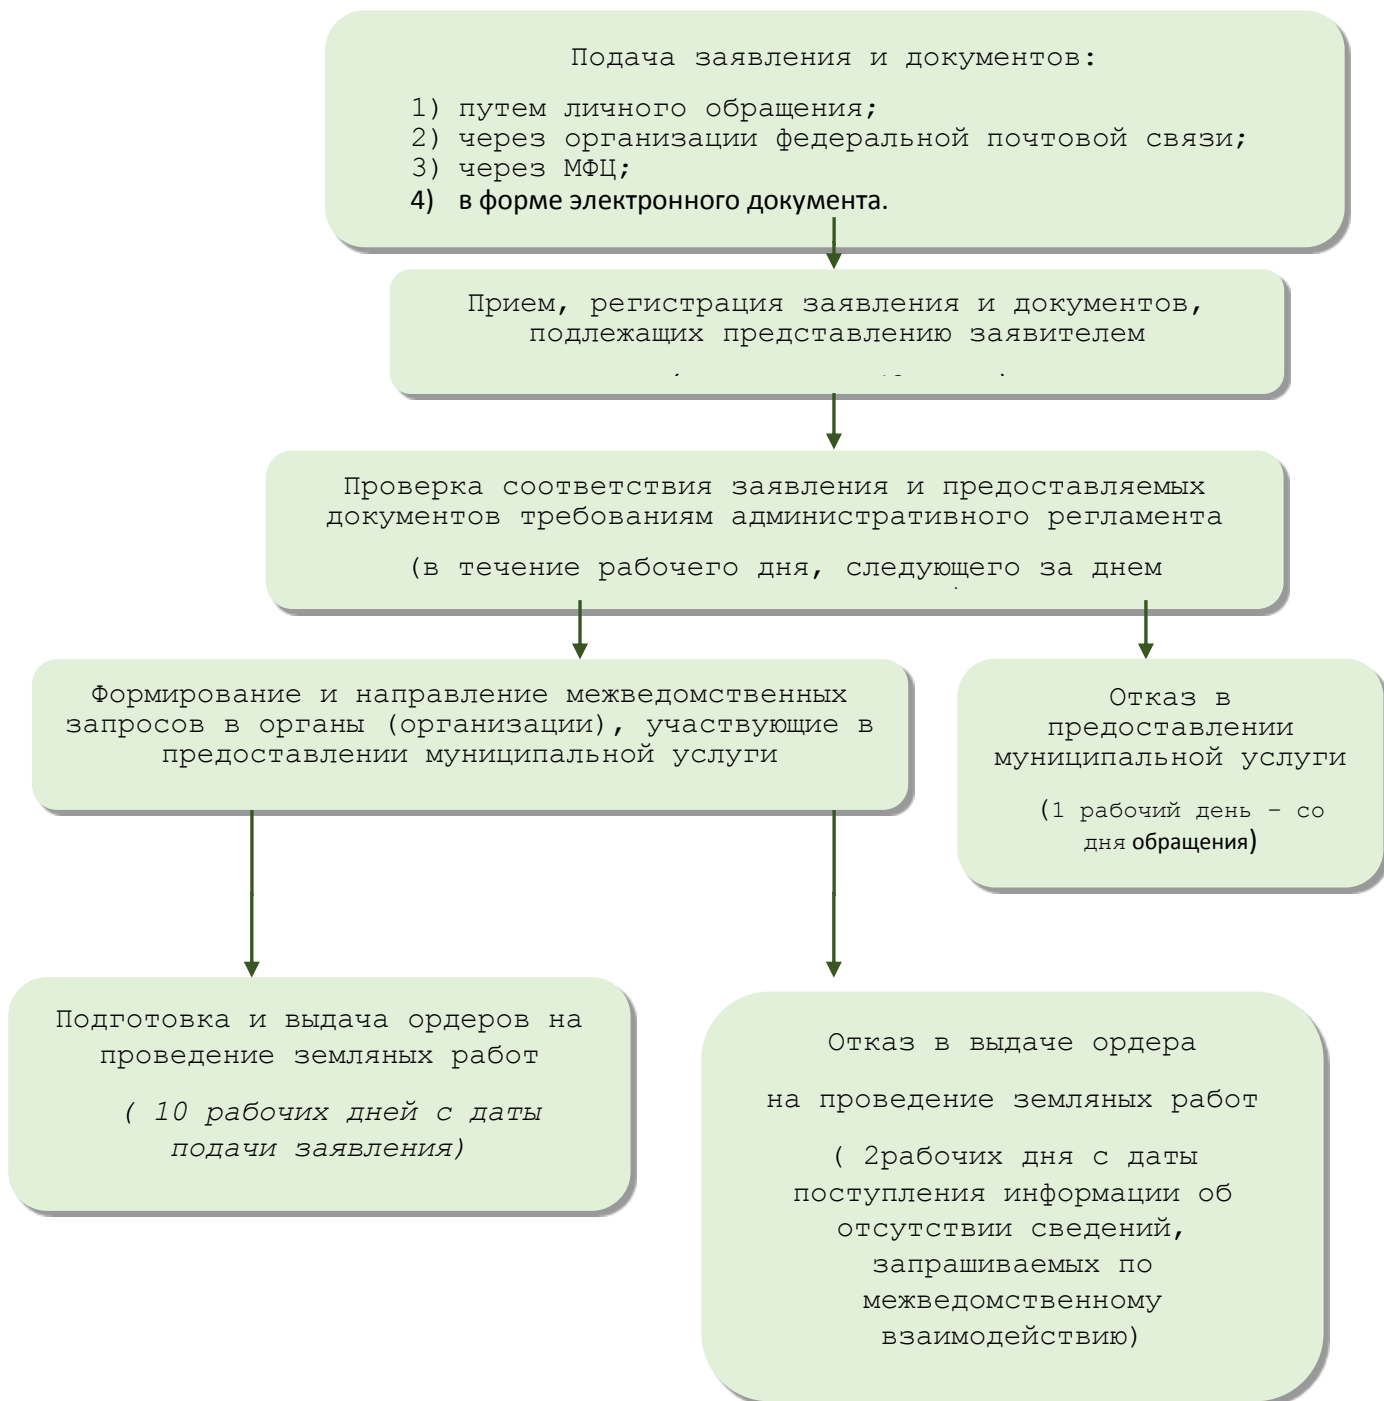 Подача заявления и документов:
1) путем личного обращения;
2) через организации федеральной почтовой связи;
3) через МФЦ;
4) в форме электронного документа.
Прием, регистрация заявления и документов,
подлежащих представлению заявителем
Проверка соответствия заявления и предоставляемых
документов требованиям административного регламента
(в течение рабочего дня, следующего за днем
Формирование и направление межведомственных
запросов в органы (организации), участвующие в
предоставлении муниципальной услуги
Отказ в
предоставлении
муниципальной услуги
(1 рабочий день – со
дня обращения)
Подготовка и выдача ордеров на
проведение земляных работ
( 10 рабочих дней с даты
подачи заявления)
Отказ в выдаче ордера
на проведение земляных работ
( 2рабочих дня с даты
поступления информации об
отсутствии сведений,
запрашиваемых по
межведомственному
взаимодействию)